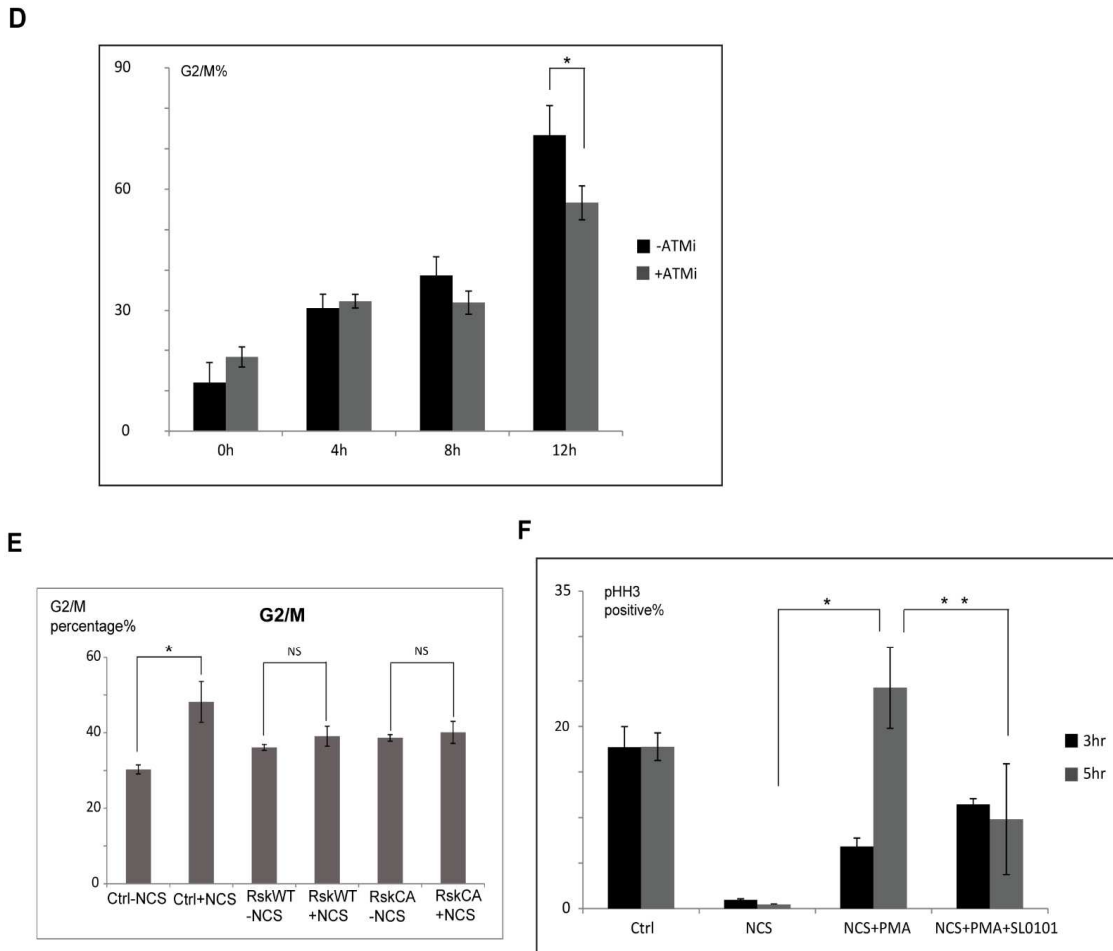 D
G2/M%
90
*
60
-ATMi
+ATMi
30
0
0h 4h 8h 12h
E
G2/M
percentage%
G2/M
60
*
NS
NS
40
20
0
Ctrl-NCS Ctrl+NCS RskWT RskWT RskCA RskCA
-NCS +NCS -NCS +NCS
F
pHH3
positive%
35
*
* *
20
3hr
5hr
0
Ctrl NCS NCS+PMA NCS+PMA+SL0101